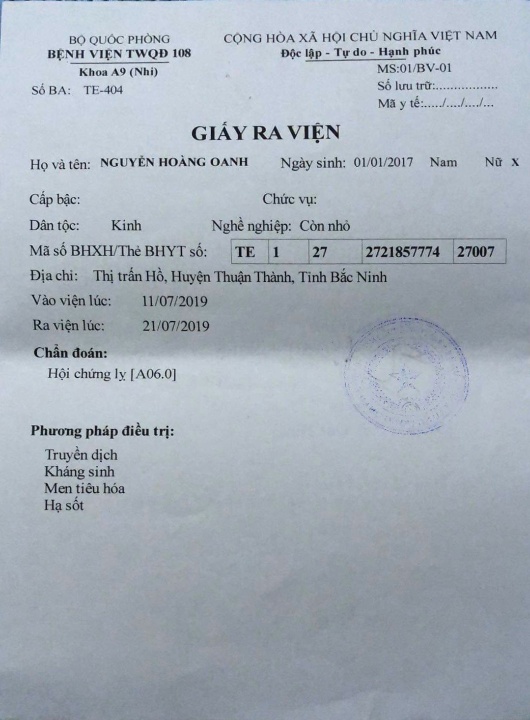 BỘ QUỐC PHÒNG
CỘNG HÒA XÃ HỘI CHỦ NGHĨA VIỆT NAM
BỆNH VIỆN TWQĐ 108
Độc lập - Tự do - Hạnh phúc
Khoa A9 (Nhi)
MS:01/BV-01
Số BA: TE-404
Số lưu trữ:.................
Mã y tế:...../..../..../...
GIẤY RA VIỆN
Họ và tên: NGUYỄN HOÀNG OANH Ngày sinh: 01/01/2017 Nam Nữ X
Cấp bậc: Chức vụ:
Dân tộc: Kinh Nghề nghiệp: Còn nhỏ
Mã số BHXH/Thẻ BHYT số: TE 1 27 2721857774 27007
Địa chỉ: Thị trấn Hồ, Huyện Thuận Thành, Tỉnh Bắc Ninh
Vào viện lúc: 11/07/2019
Ra viện lúc: 21/07/2019
Chẩn đoán:
Hội chứng lỵ [A06.0]
Phương pháp điều trị:
Truyền dịch
Kháng sinh
Men tiêu hóa
Hạ sốt